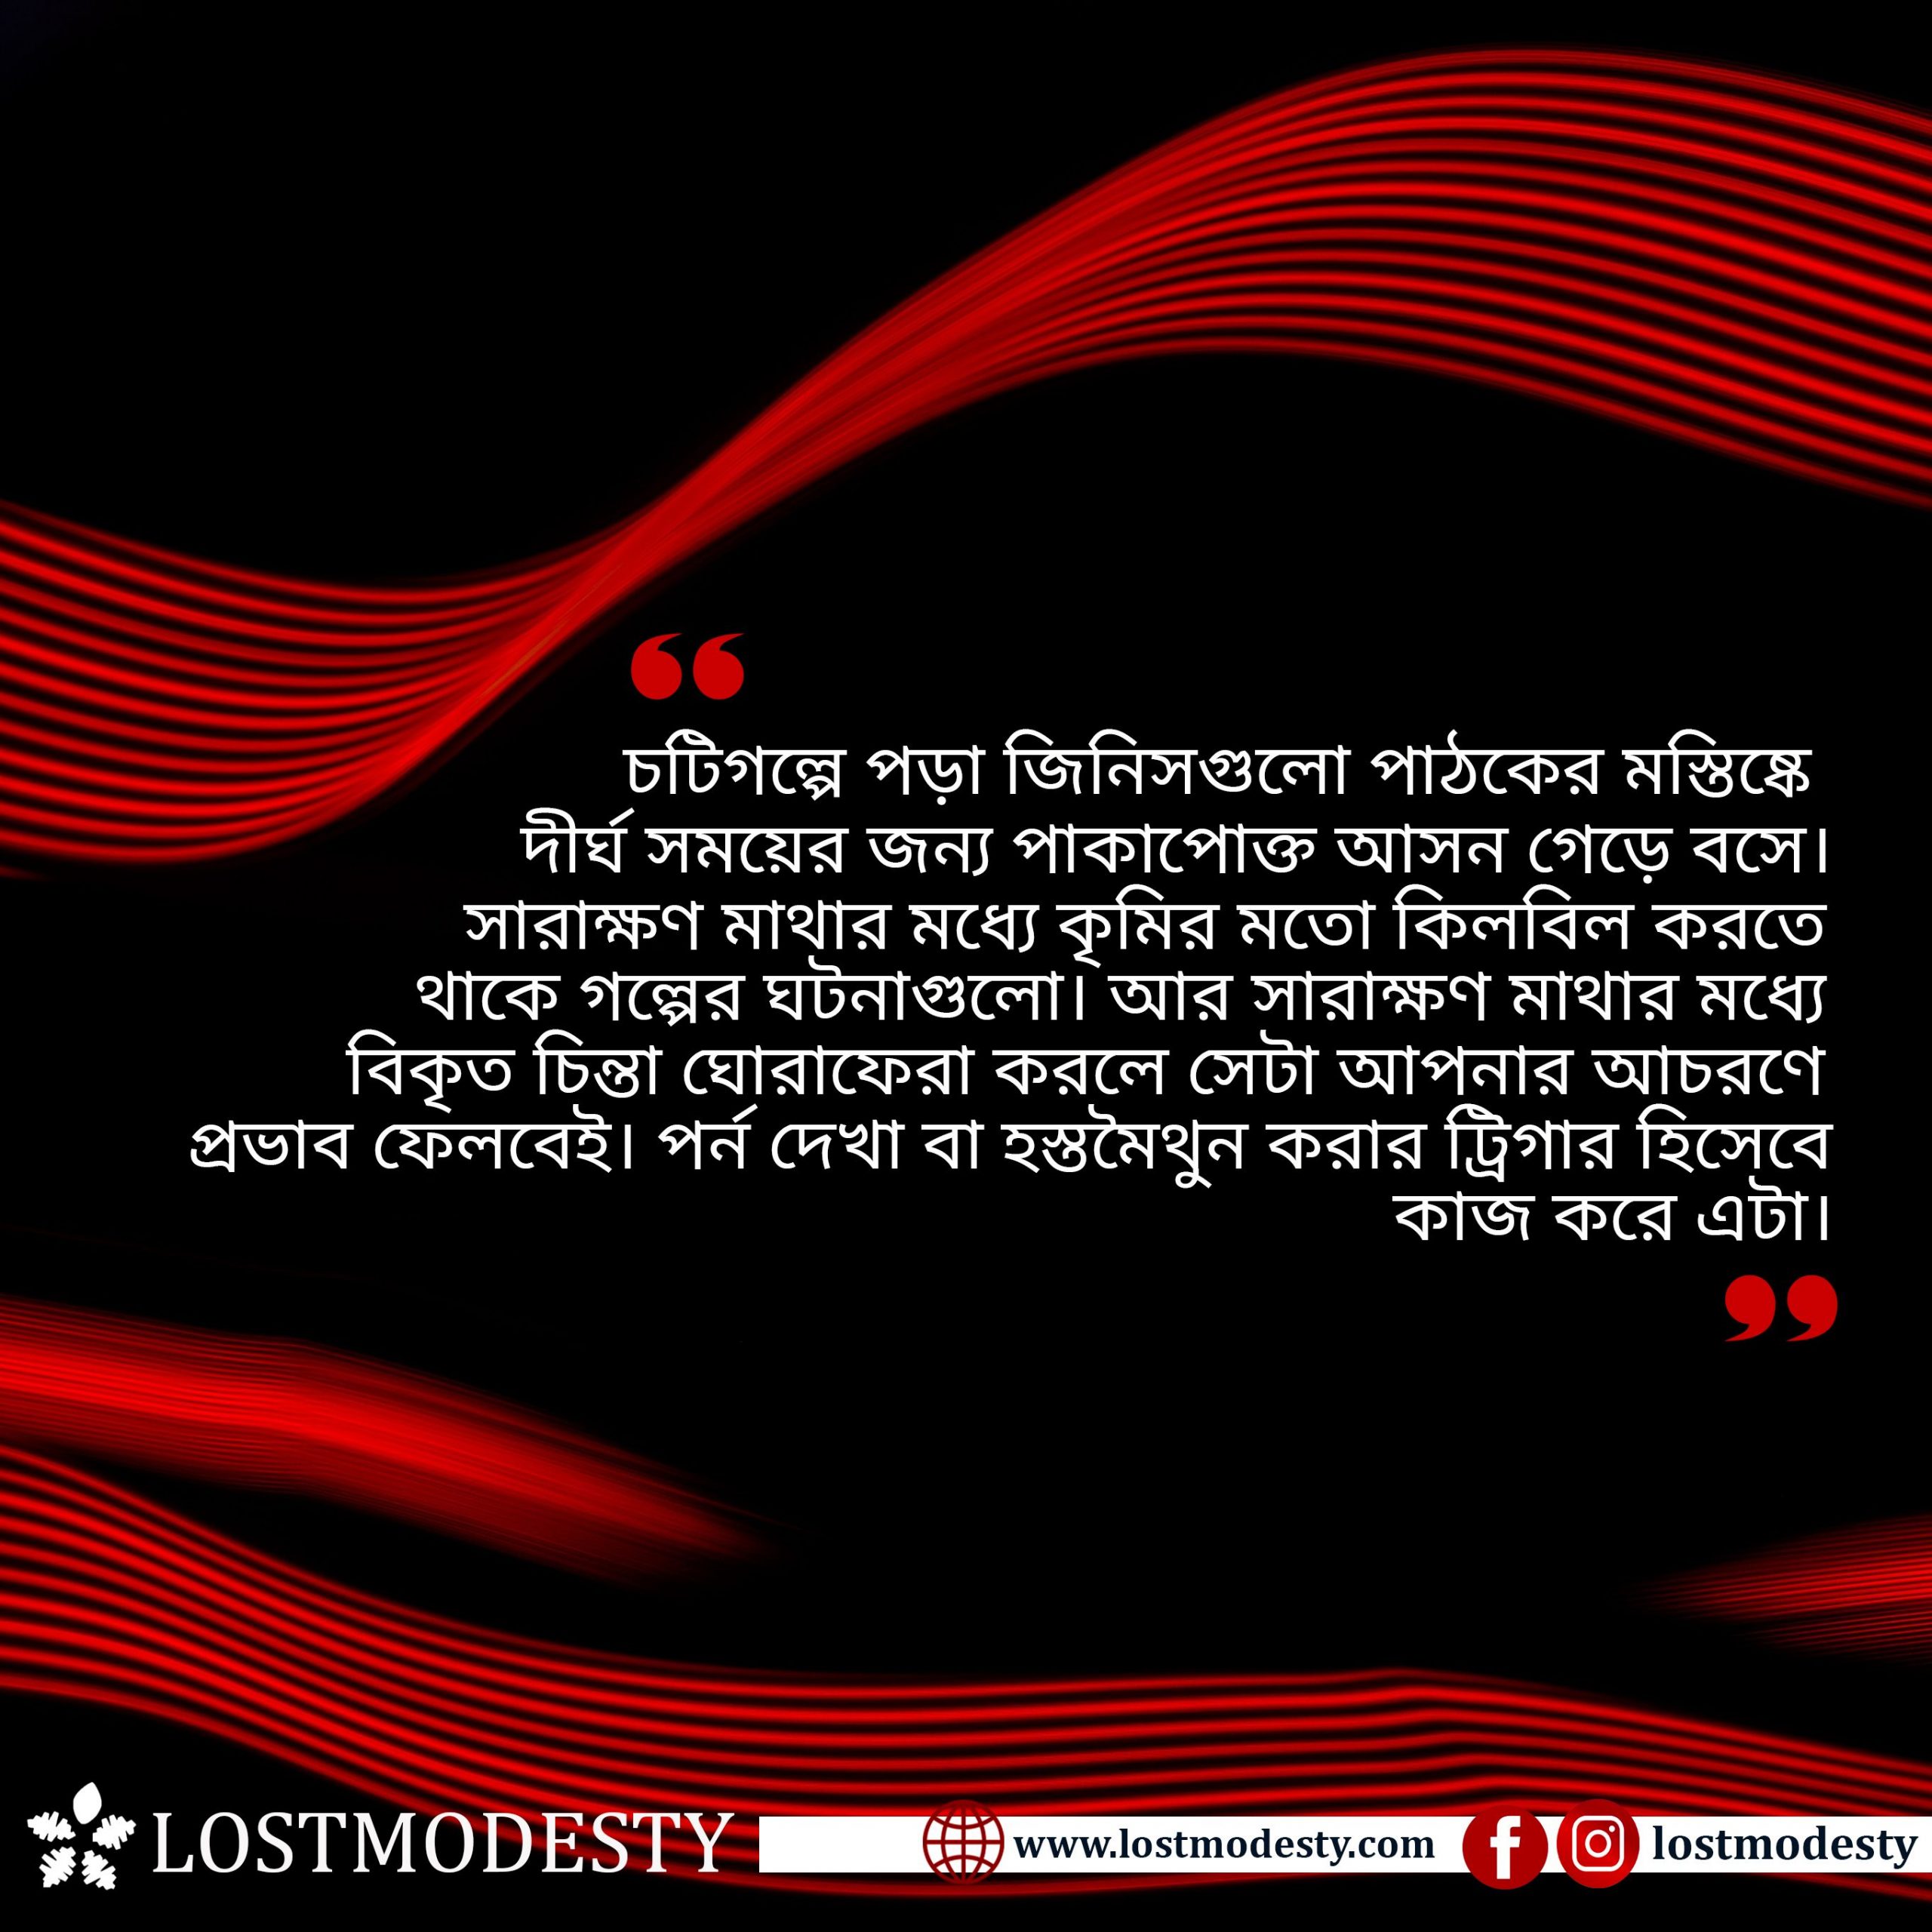 “
চটিগল্পে পড়া জিনিসগুলো পাঠকের মস্তিষ্কে
দীর্ঘ সময়ের জন্য পাকাপোক্ত আসন গেড়ে বসে।
সারাক্ষণ মাথার মধ্যে কৃমির মতো কিলবিল করতে
থাকে গল্পের ঘটনাগুলো। আর সারাক্ষণ মাথার মধ্যে
বিকৃত চিন্তা ঘোরাফেরা করলে সেটা আপনার আচরণে
প্রভাব ফেলবেই। পর্ন দেখা বা হস্তমৈথুন করার ট্রিগার হিসেবে
কাজ করে এটা।
”
LOSTMODESTY www.lostmodesty.com lostmodesty